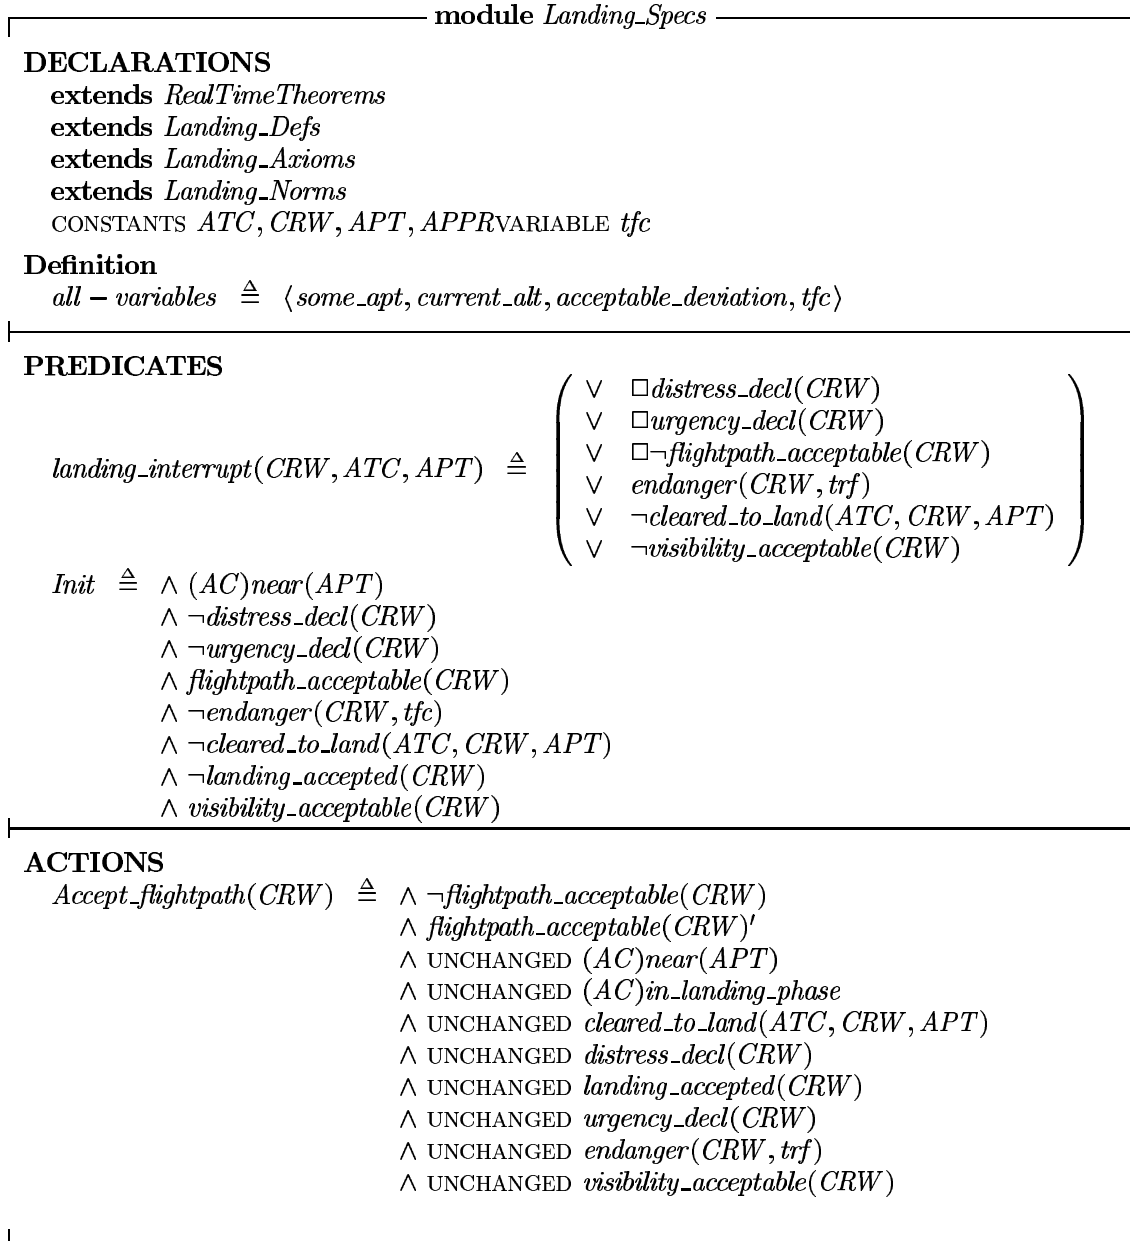 module Landing_Specs
DECLARATIONS
extends RealTimeTheorems
extends Landing_Defs
extends Landing_Axioms
extends Landing_Norms
CONSTANTS ATC, CRW, APT, APPRVARIABLE tfc
Definition
all − variables ≜ ⟨some_apt, current_alt, acceptable_deviation, tfc⟩
PREDICATES
landing_interrupt(CRW, ATC, APT) ≜
∨ □distress_decl(CRW)
∨ □urgency_decl(CRW)
∨ □¬flightpath_acceptable(CRW)
∨ endanger(CRW, trf)
∨ ¬cleared_to_land(ATC, CRW, APT)
∨ ¬visibility_acceptable(CRW)
Init ≜ ∧ (AC)near(APT)
∧ ¬distress_decl(CRW)
∧ ¬urgency_decl(CRW)
∧ flightpath_acceptable(CRW)
∧ ¬endanger(CRW, tfc)
∧ ¬cleared_to_land(ATC, CRW, APT)
∧ ¬landing_accepted(CRW)
∧ visibility_acceptable(CRW)
ACTIONS
Accept_flightpath(CRW) ≜ ∧ ¬flightpath_acceptable(CRW)
∧ flightpath_acceptable(CRW)′
∧ UNCHANGED (AC)near(APT)
∧ UNCHANGED (AC)in_landing_phase
∧ UNCHANGED cleared_to_land(ATC, CRW, APT)
∧ UNCHANGED distress_decl(CRW)
∧ UNCHANGED landing_accepted(CRW)
∧ UNCHANGED urgency_decl(CRW)
∧ UNCHANGED endanger(CRW, trf)
∧ UNCHANGED visibility_acceptable(CRW)